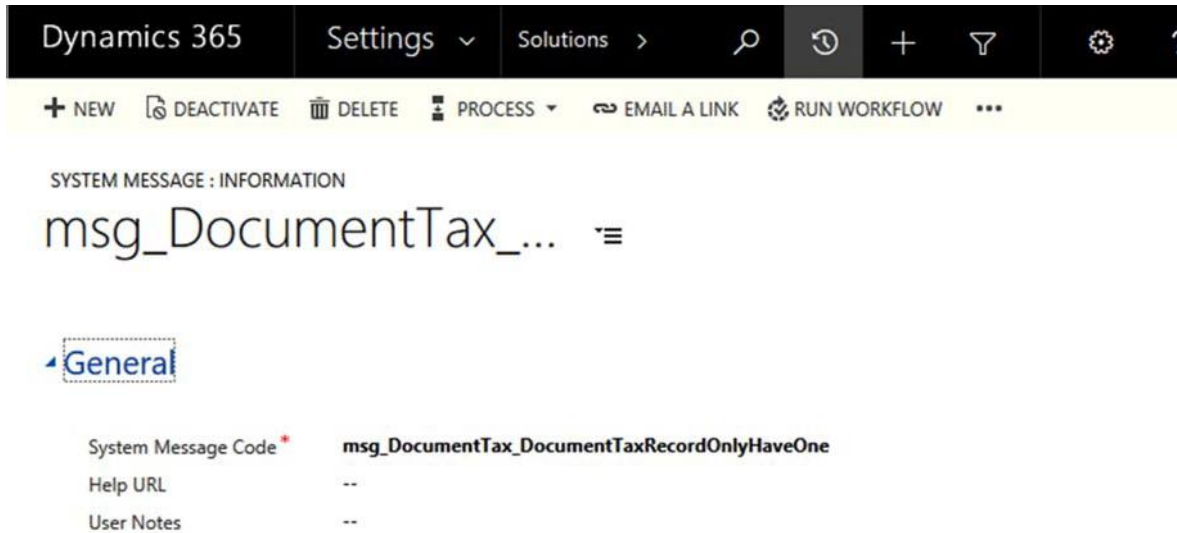 Dynamics 365 Settings Solutions >
+ NEW DEACTIVATE DELETE PROCESS EMAIL A LINK RUN WORKFLOW •••
SYSTEM MESSAGE : INFORMATION
msg_DocumentTax_...
General
System Message Code* msg_DocumentTax_DocumentTaxRecordOnlyHaveOne
Help URL --
User Notes --